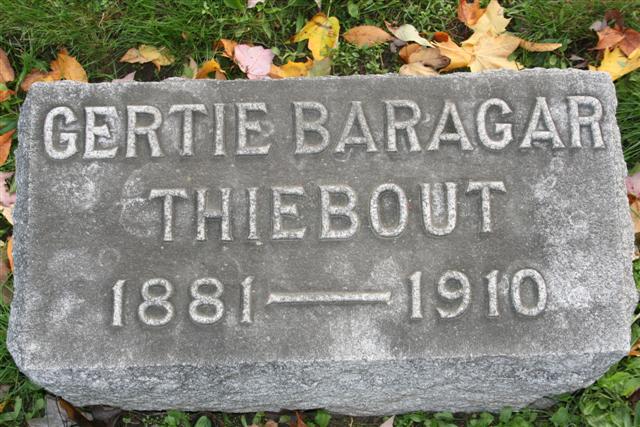 GERTIE BARAGAR
THIEBOUT
1881 — 1910